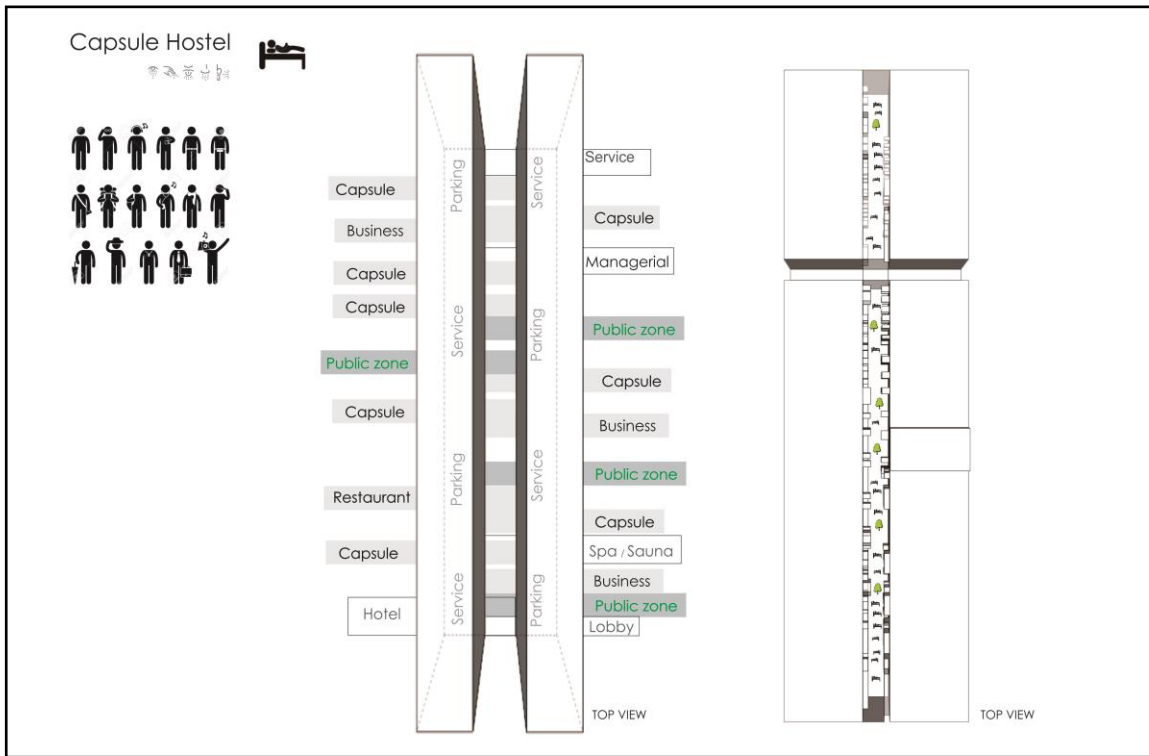 Capsule Hostel
Capsule
Business
Capsule
Capsule
Public zone
Capsule
Restaurant
Capsule
Hotel
Parking
Service
Parking
Service
Service
Parking
Service
Parking
Service
Capsule
Managerial
Public zone
Capsule
Business
Public zone
Capsule
Spa / Sauna
Business
Public zone
Lobby
TOP VIEW
TOP VIEW